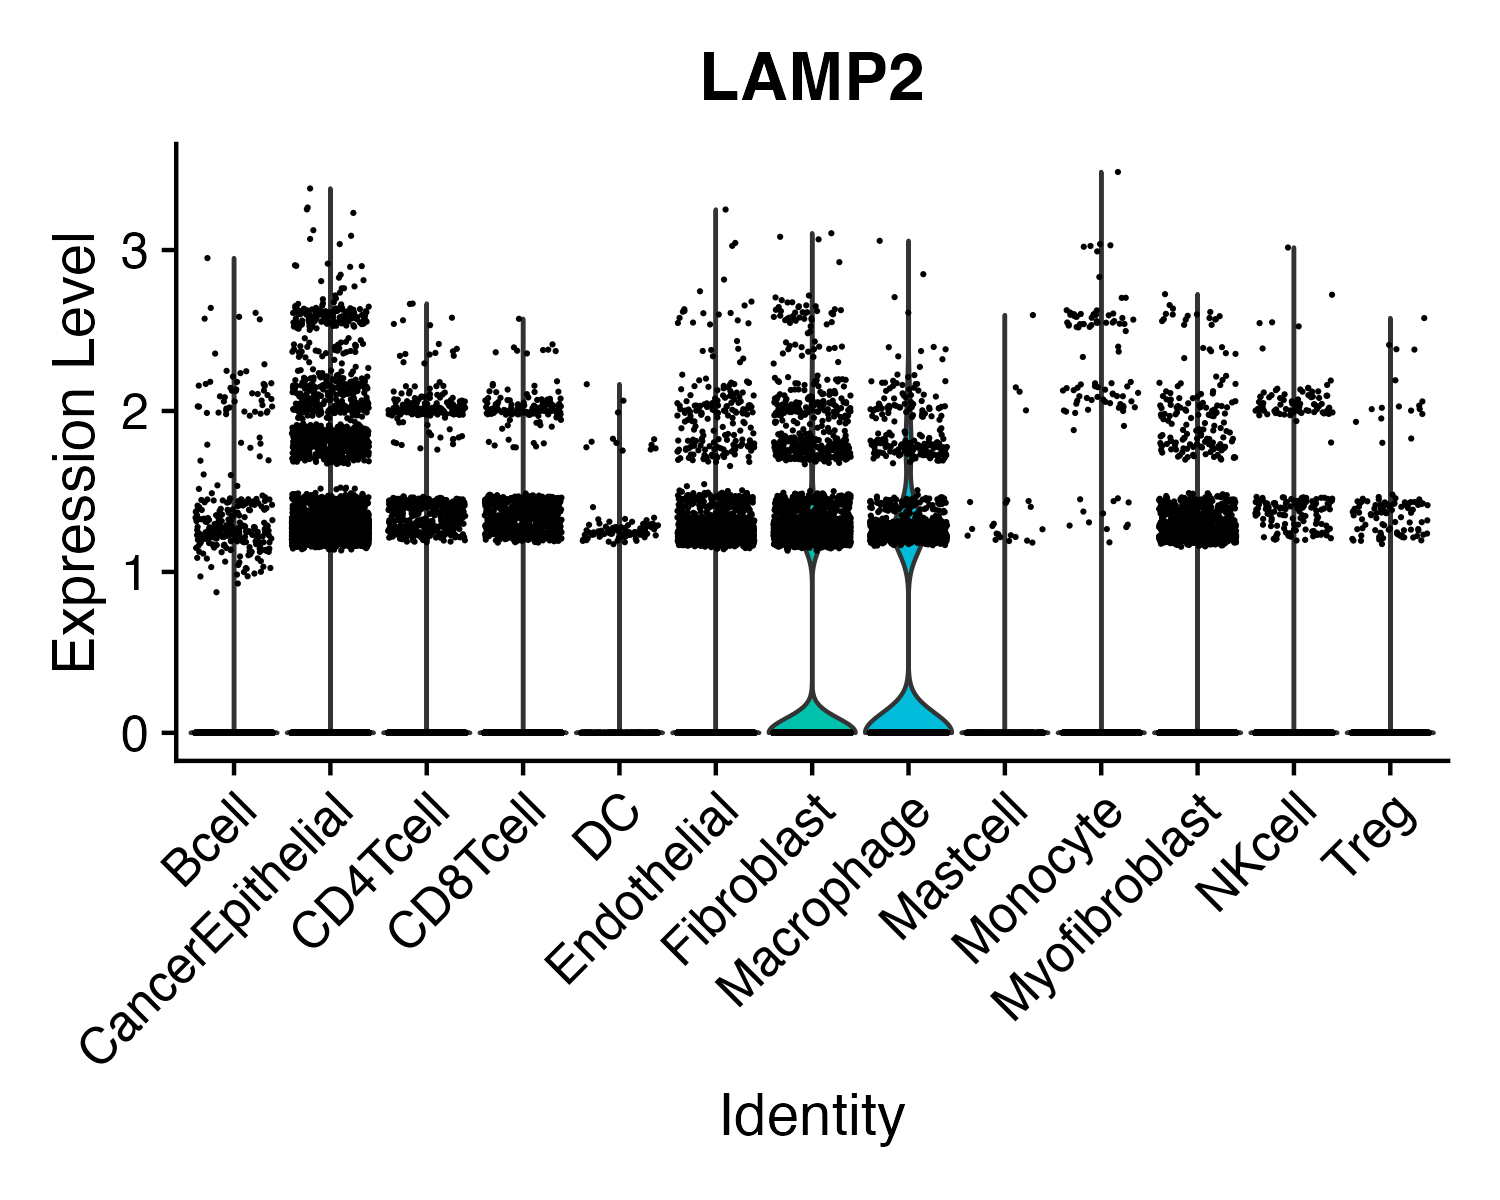 LAMP2
Expression Level
3
2
1
0
Bcell
CancerEpithelial
CD4Tcell
CD8Tcell
DC
Endothelial
Fibroblast
Macrophage
Mastcell
Monocyte
Myofibroblast
NKcell
Treg
Identity